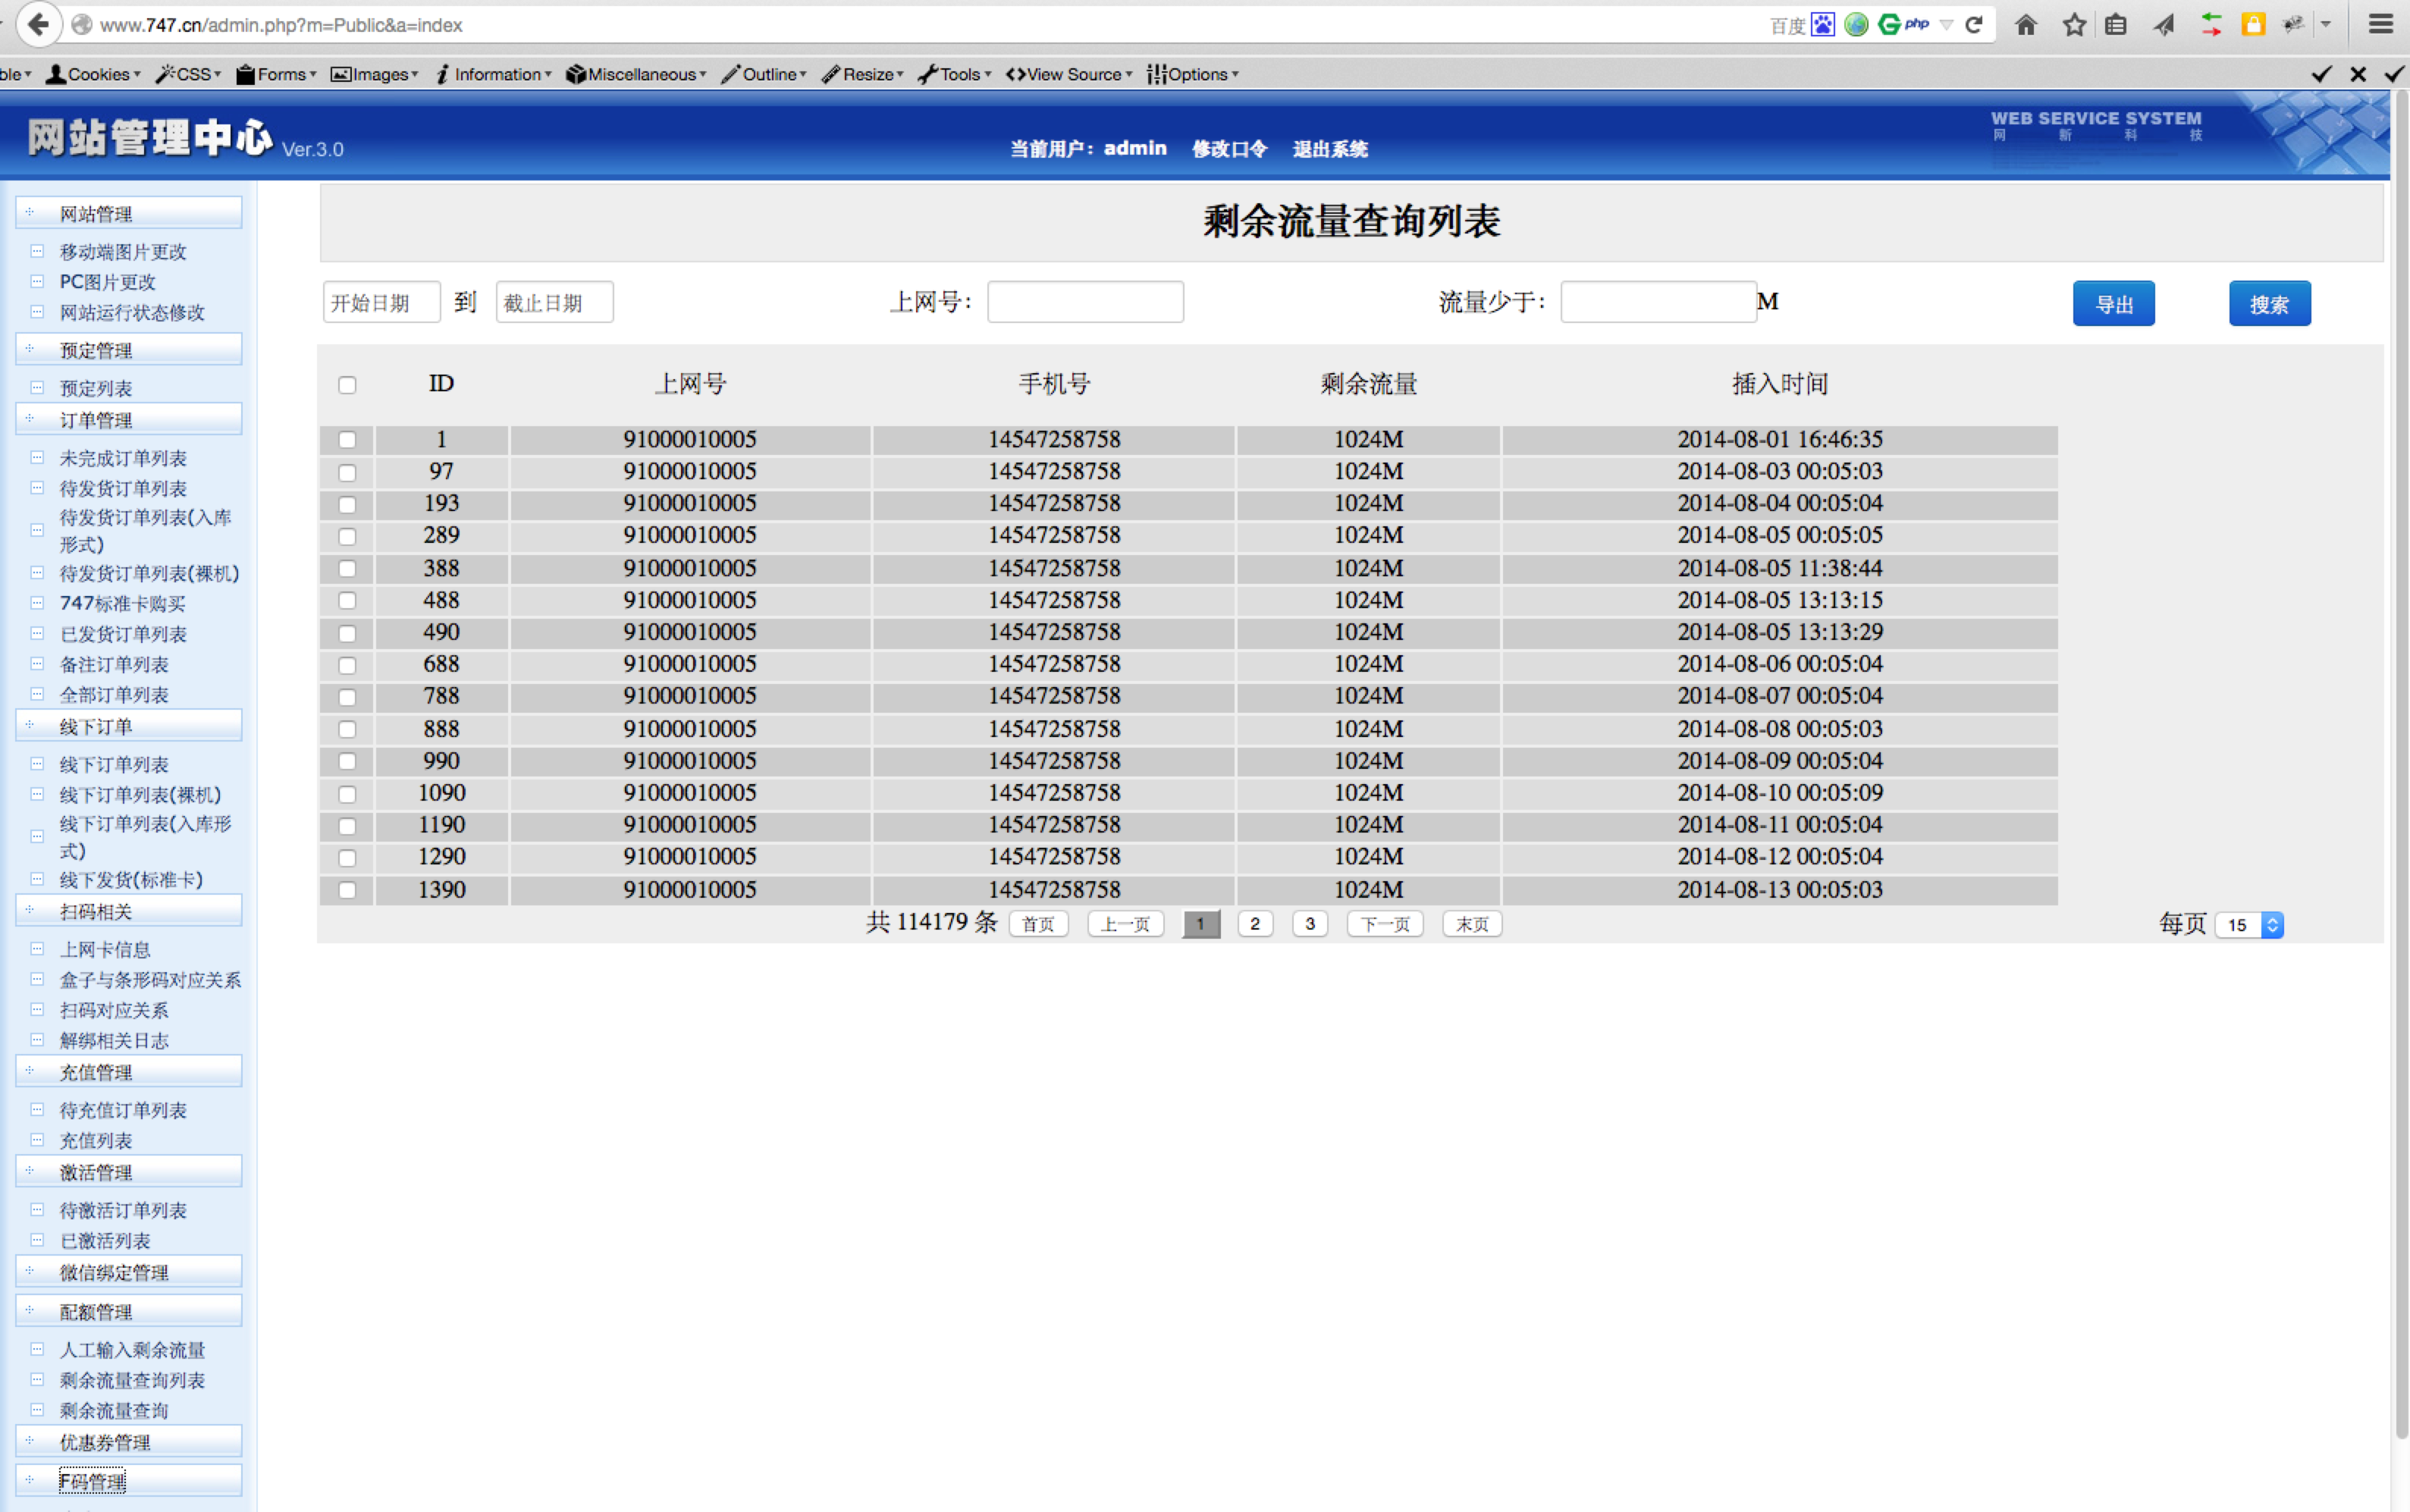 www.747.cn/admin.php?m=Public&a=index
百度
php
ble Cookies CSS Forms Images Information Miscellaneous Outline Resize Tools View Source Options
网站管理中心 Ver.3.0
当前用户：admin 修改口令 退出系统
WEB SERVICE SYSTEM
网 新 科 技
网站管理
移动端图片更改
PC图片更改
网站运行状态修改
预定管理
预定列表
订单管理
未完成订单列表
待发货订单列表
待发货订单列表(入库
形式)
待发货订单列表(裸机)
747标准卡购买
已发货订单列表
备注订单列表
全部订单列表
线下订单
线下订单列表
线下订单列表(裸机)
线下订单列表(入库形
式)
线下发货(标准卡)
扫码相关
上网卡信息
盒子与条形码对应关系
扫码对应关系
解绑相关日志
充值管理
待充值订单列表
充值列表
激活管理
待激活订单列表
已激活列表
微信绑定管理
配额管理
人工输入剩余流量
剩余流量查询列表
剩余流量查询
优惠券管理
F码管理
剩余流量查询列表
开始日期 到 截止日期 上网号： 流量少于： M 导出 搜索
ID 上网号 手机号 剩余流量 插入时间
1 91000010005 14547258758 1024M 2014-08-01 16:46:35
97 91000010005 14547258758 1024M 2014-08-03 00:05:03
193 91000010005 14547258758 1024M 2014-08-04 00:05:04
289 91000010005 14547258758 1024M 2014-08-05 00:05:05
388 91000010005 14547258758 1024M 2014-08-05 11:38:44
488 91000010005 14547258758 1024M 2014-08-05 13:13:15
490 91000010005 14547258758 1024M 2014-08-05 13:13:29
688 91000010005 14547258758 1024M 2014-08-06 00:05:04
788 91000010005 14547258758 1024M 2014-08-07 00:05:04
888 91000010005 14547258758 1024M 2014-08-08 00:05:03
990 91000010005 14547258758 1024M 2014-08-09 00:05:04
1090 91000010005 14547258758 1024M 2014-08-10 00:05:09
1190 91000010005 14547258758 1024M 2014-08-11 00:05:04
1290 91000010005 14547258758 1024M 2014-08-12 00:05:04
1390 91000010005 14547258758 1024M 2014-08-13 00:05:03
共 114179 条 首页 上一页 1 2 3 下一页 末页 每页 15